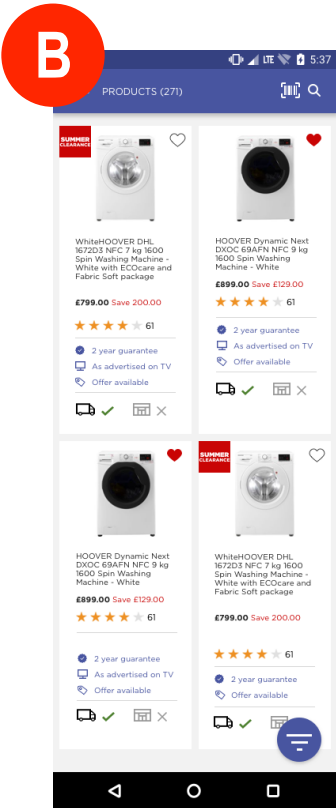 B
LTE 5:37
PRODUCTS (271)
SUMMER
CLEARANCE
WhiteHOOVER DHL
1672D3 NFC 7 kg 1600
Spin Washing Machine -
White with ECOcare and
Fabric Soft package
£799.00 Save 200.00
61
2 year guarantee
As advertised on TV
Offer available
HOOVER Dynamic Next
DXOC 69AFN NFC 9 kg
1600 Spin Washing
Machine - White
£899.00 Save £129.00
61
2 year guarantee
As advertised on TV
Offer available
HOOVER Dynamic Next
DXOC 69AFN NFC 9 kg
1600 Spin Washing
Machine - White
£899.00 Save £129.00
61
2 year guarantee
As advertised on TV
Offer available
SUMMER
CLEARANCE
WhiteHOOVER DHL
1672D3 NFC 7 kg 1600
Spin Washing Machine -
White with ECOcare and
Fabric Soft package
£799.00 Save 200.00
61
2 year guarantee
Offer available